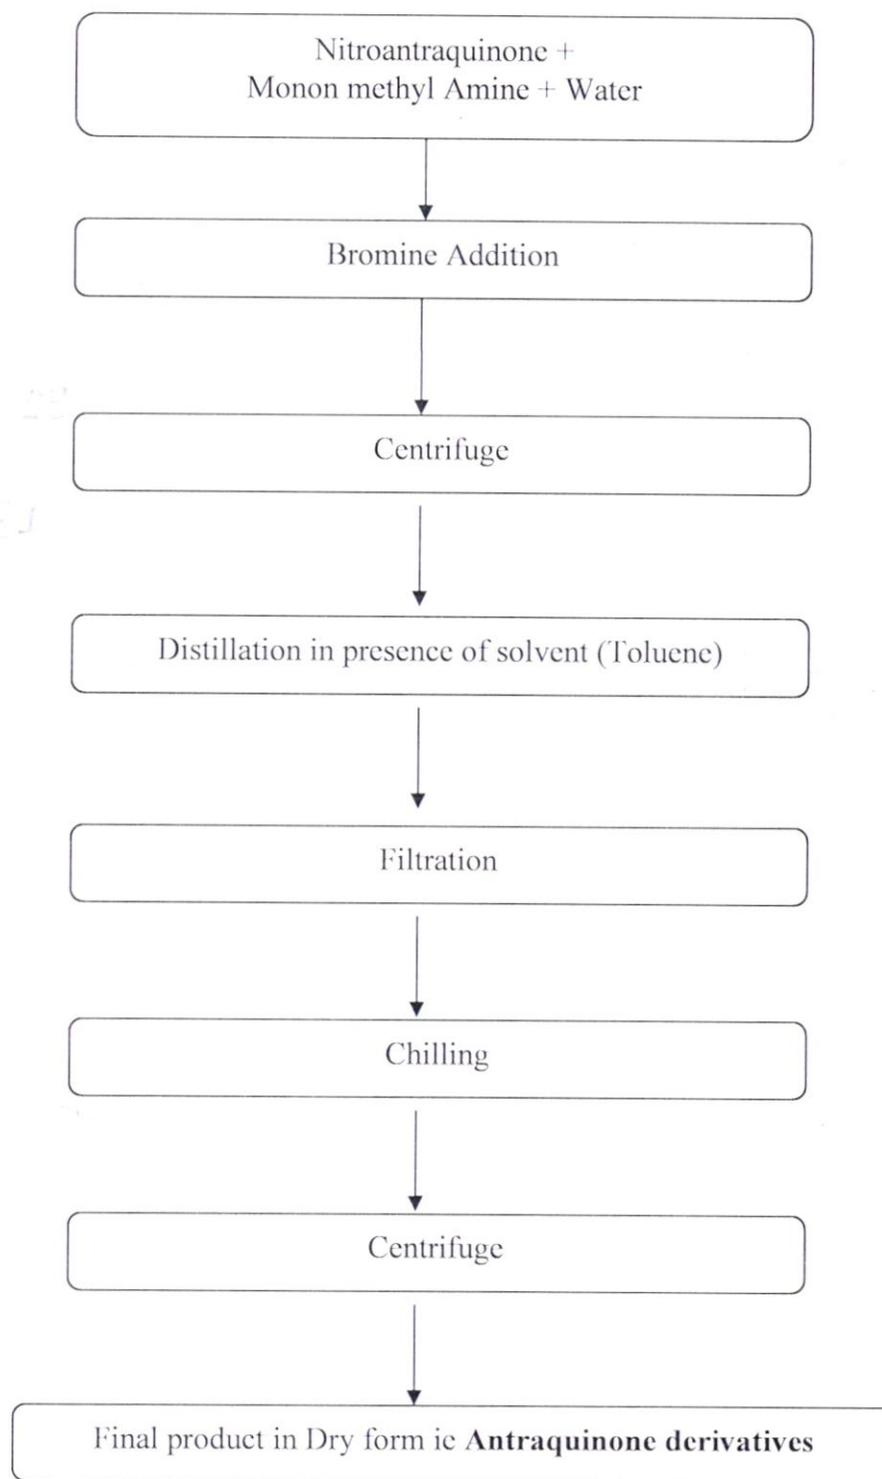 Nitroantraquinone +
Monon methyl Amine + Water
Bromine Addition
Centrifuge
Distillation in presence of solvent (Toluene)
Filtration
Chilling
Centrifuge
Final product in Dry form ie Antraquinone derivatives